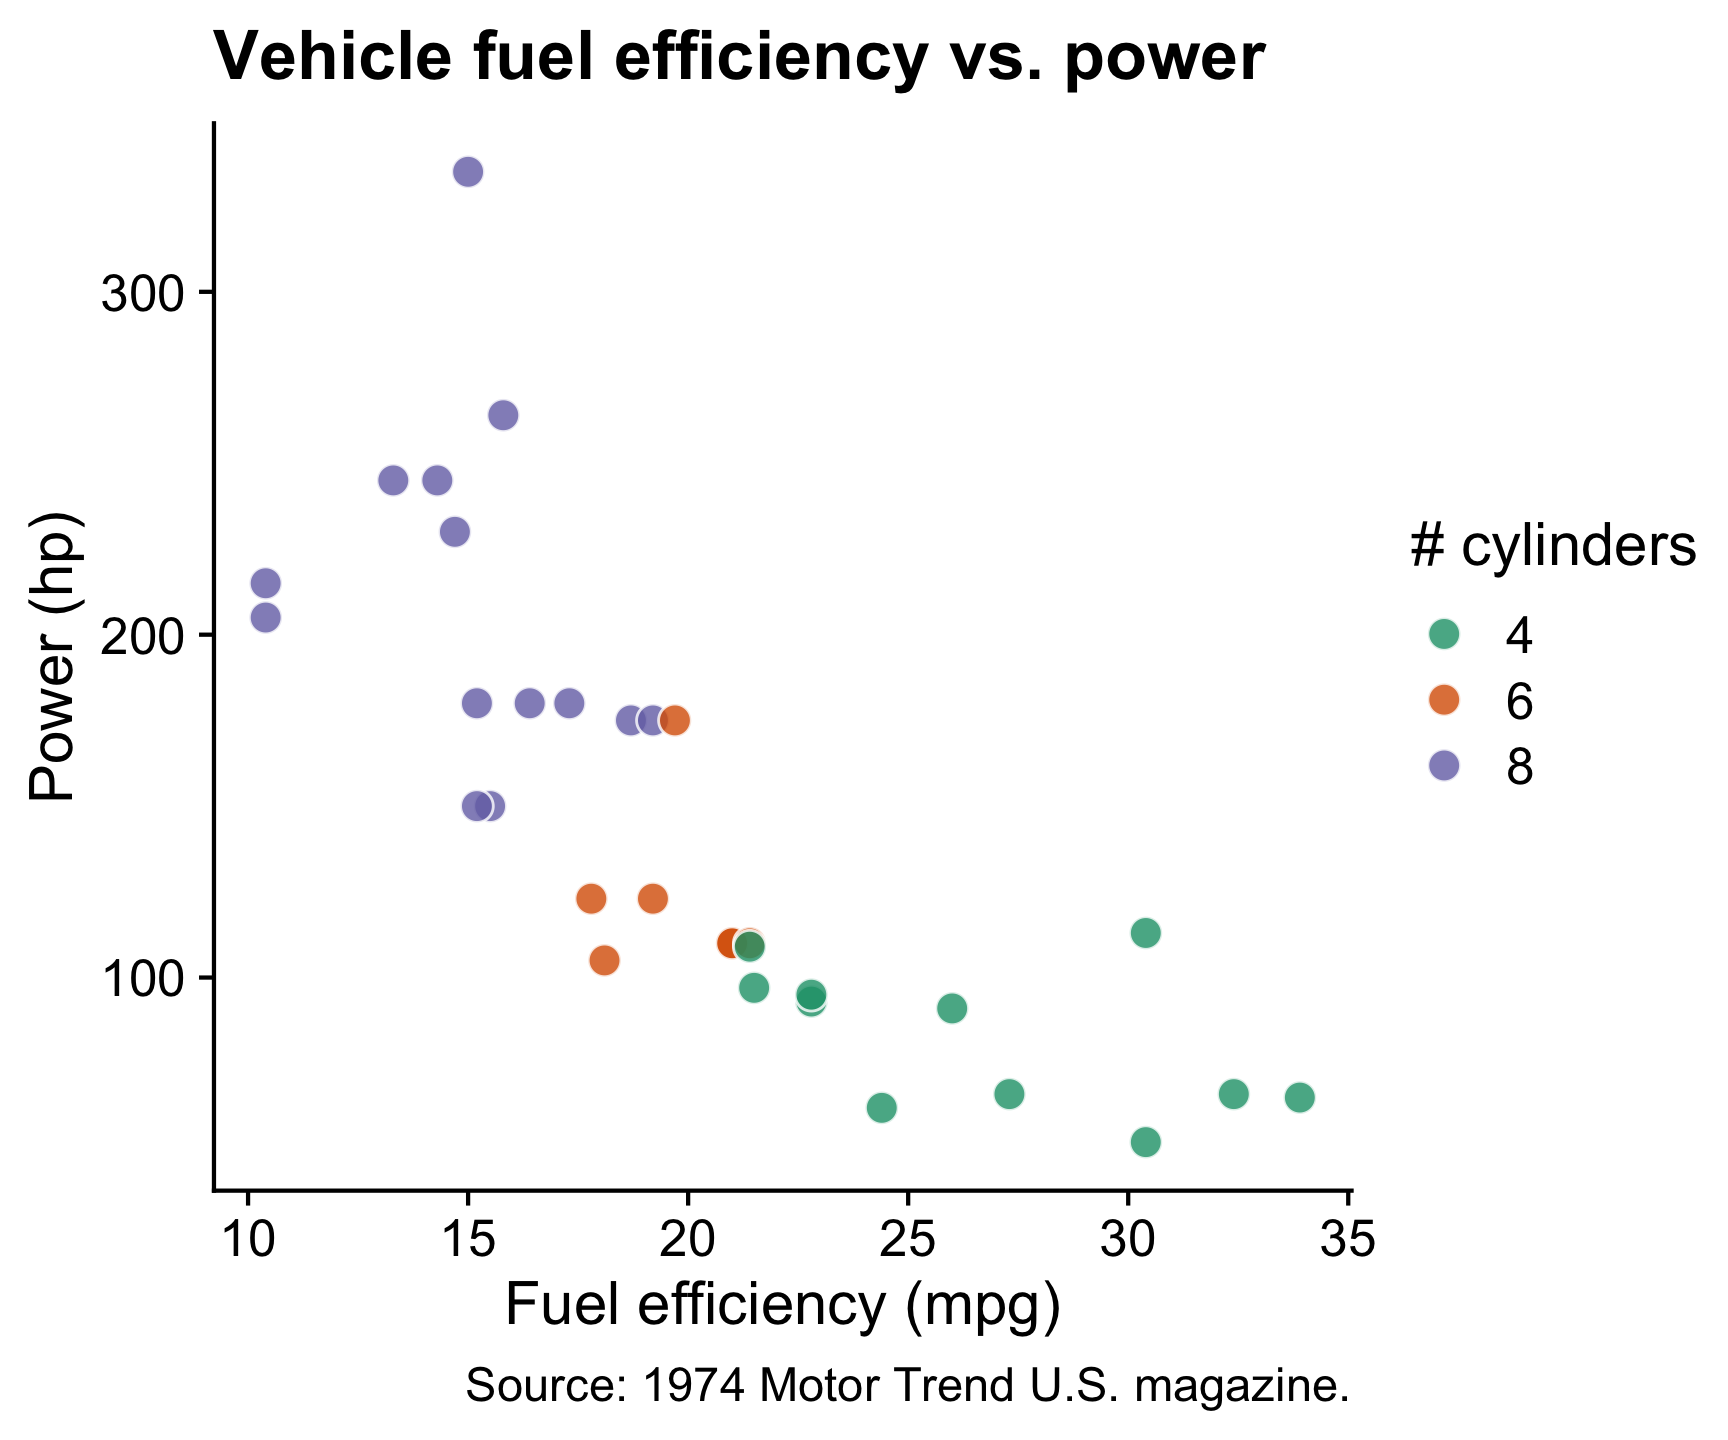 Vehicle fuel efficiency vs. power
Power (hp)
300
200
100
10 15 20 25 30 35
Fuel efficiency (mpg)
# cylinders
4
6
8
Source: 1974 Motor Trend U.S. magazine.